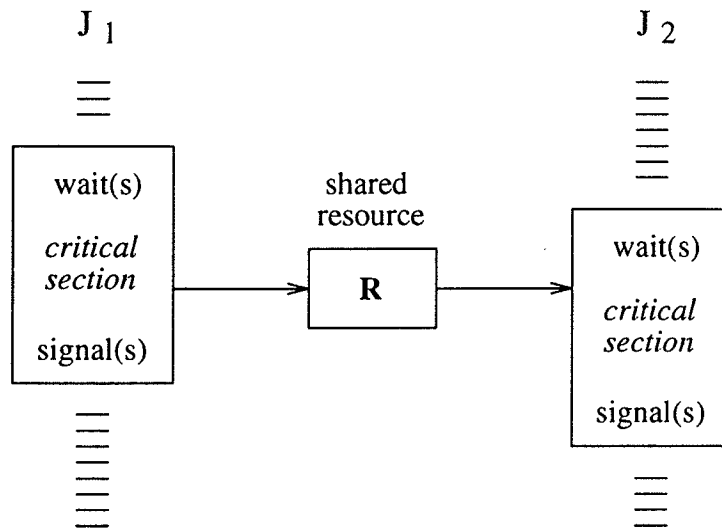 J 1
J 2
wait(s)
critical
section
signal(s)
shared
resource
R
wait(s)
critical
section
signal(s)